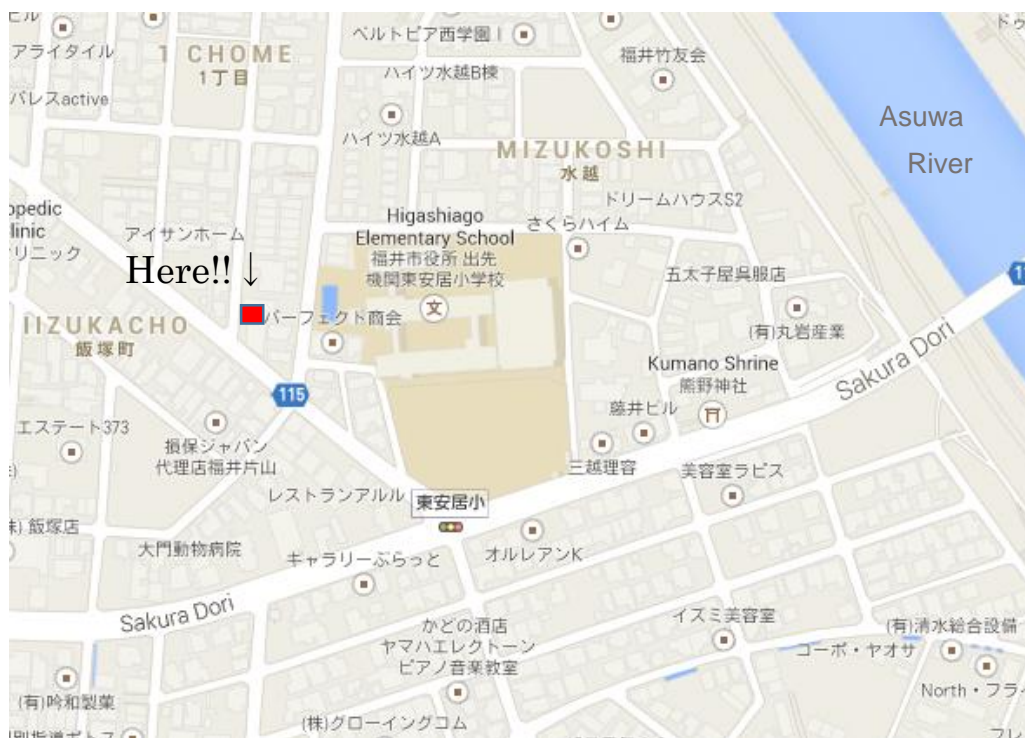 ビル
アライタイル
1 CHOME
1丁目
パレスactive
ベルトピア西学園Ⅰ
ハイツ水越B棟
福井竹友会
ドゥ
ハイツ水越A
MIZUKOSHI
水越
Asuwa
River
opedic
linic
リニック
アイサンホーム
Higashiago
Elementary School
福井市役所 出先
機関東安居小学校
文
ドリームハウスS2
さくらハイム
Here!!↓
五太子屋呉服店
パーフェクト商会
(有)丸岩産業
IIZUKACHO
飯塚町
Kumano Shrine
熊野神社
Sakura Dori
115
藤井ビル
エステート373
損保ジャパン
代理店福井片山
三越理容
美容室ラピス
レストランアルル
東安居小
飯塚店
大門動物病院
キャラリーぶらっと
オルレアンK
Sakura Dori
かどの酒店
ヤマハエレクトーン
ピアノ音楽教室
イズミ美容室
(有)清水総合設備
コーポ・ヤオサ
(有)吟和製菓
North・フラ
(株)グローイングコム